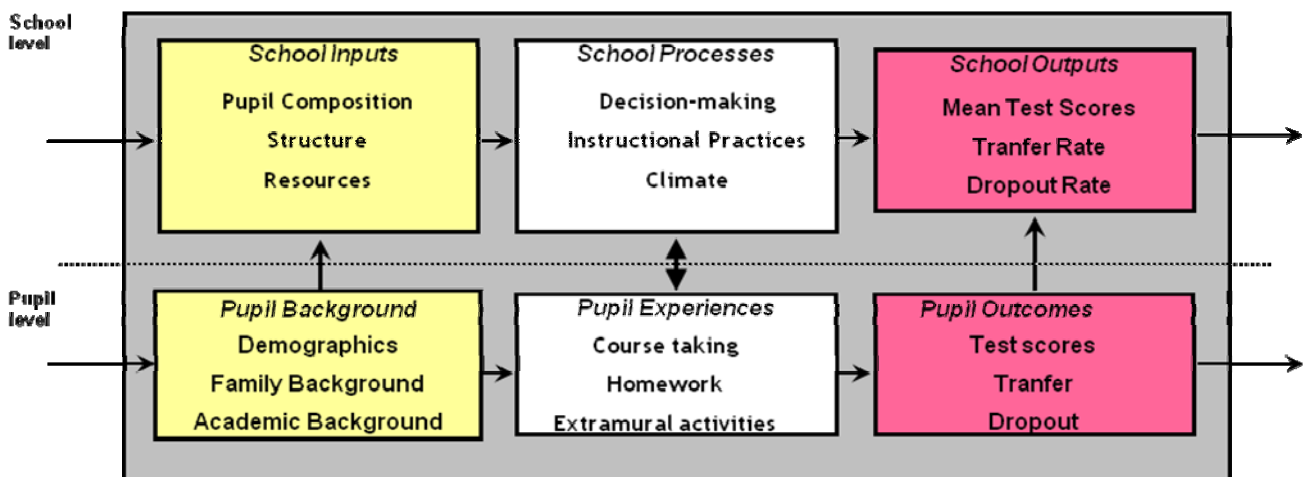 School
level
School Inputs
Pupil Composition
Structure
Resources
School Processes
Decision-making
Instructional Practices
Climate
School Outputs
Mean Test Scores
Tranfer Rate
Dropout Rate
Pupil
level
Pupil Background
Demographics
Family Background
Academic Background
Pupil Experiences
Course taking
Homework
Extramural activities
Pupil Outcomes
Test scores
Tranfer
Dropout